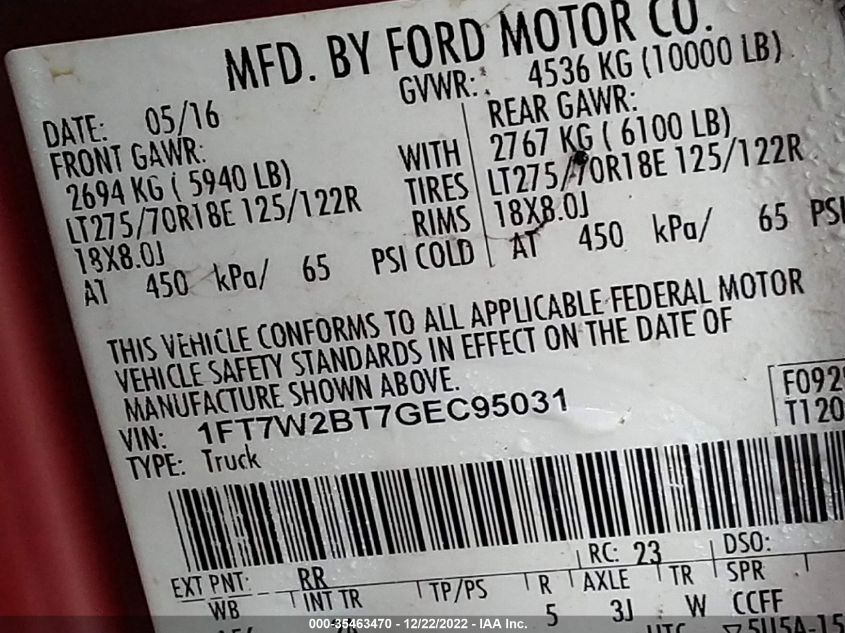 MFD. BY FORD MOTOR CO.
DATE: 05/16 GVWR: 4536 KG (10000 LB)
FRONT GAWR: REAR GAWR:
2694 KG ( 5940 LB) WITH 2767 KG ( 6100 LB)
LT275/70R18E 125/122R TIRES LT275/70R18E 125/122R
18X8.0J RIMS 18X8.0J
AT 450 kPa/ 65 PSI COLD AT 450 kPa/ 65 PSI
THIS VEHICLE CONFORMS TO ALL APPLICABLE FEDERAL MOTOR
VEHICLE SAFETY STANDARDS IN EFFECT ON THE DATE OF
MANUFACTURE SHOWN ABOVE.
VIN: 1FT7W2BT7GEC95031
TYPE: Truck
T120
EXT PNT: RR RC: 23 DSO:
WB INT TR TP/PS R AXLE TR SPR
5 3J W CCFF
000-35463470 - 12/22/2022 - IAA Inc.